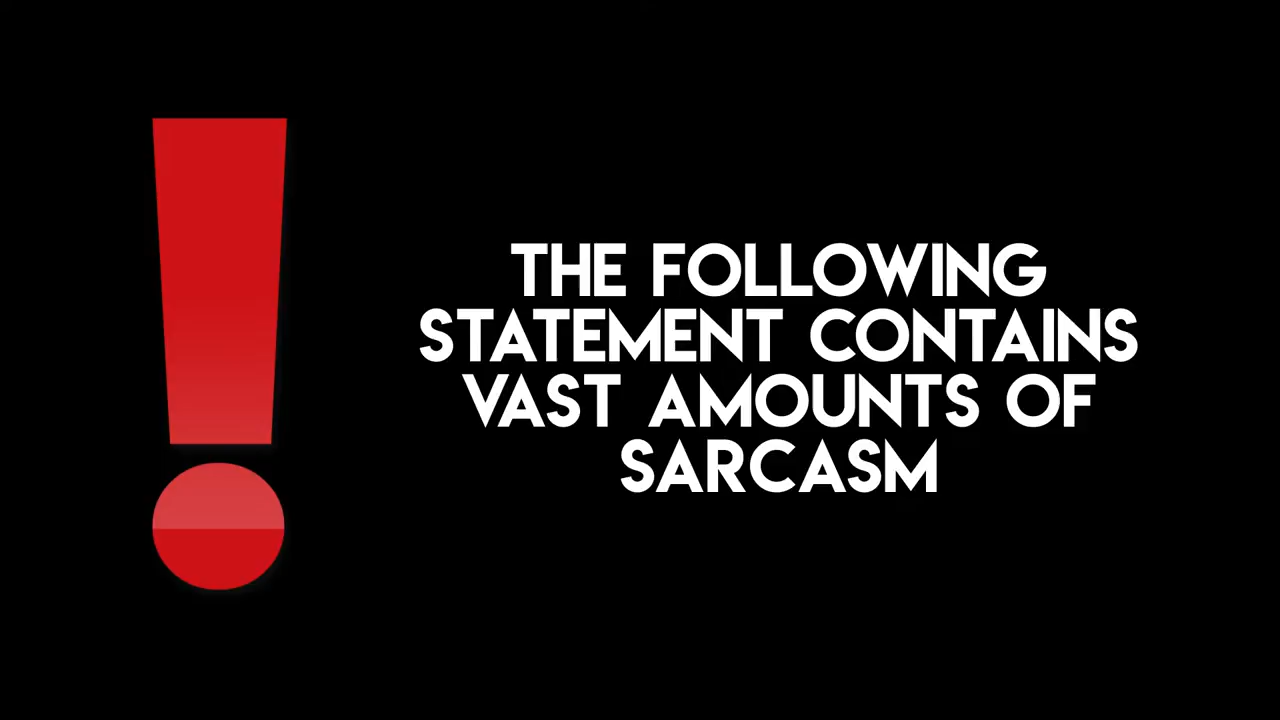 THE FOLLOWING
STATEMENT CONTAINS
VAST AMOUNTS OF
SARCASM